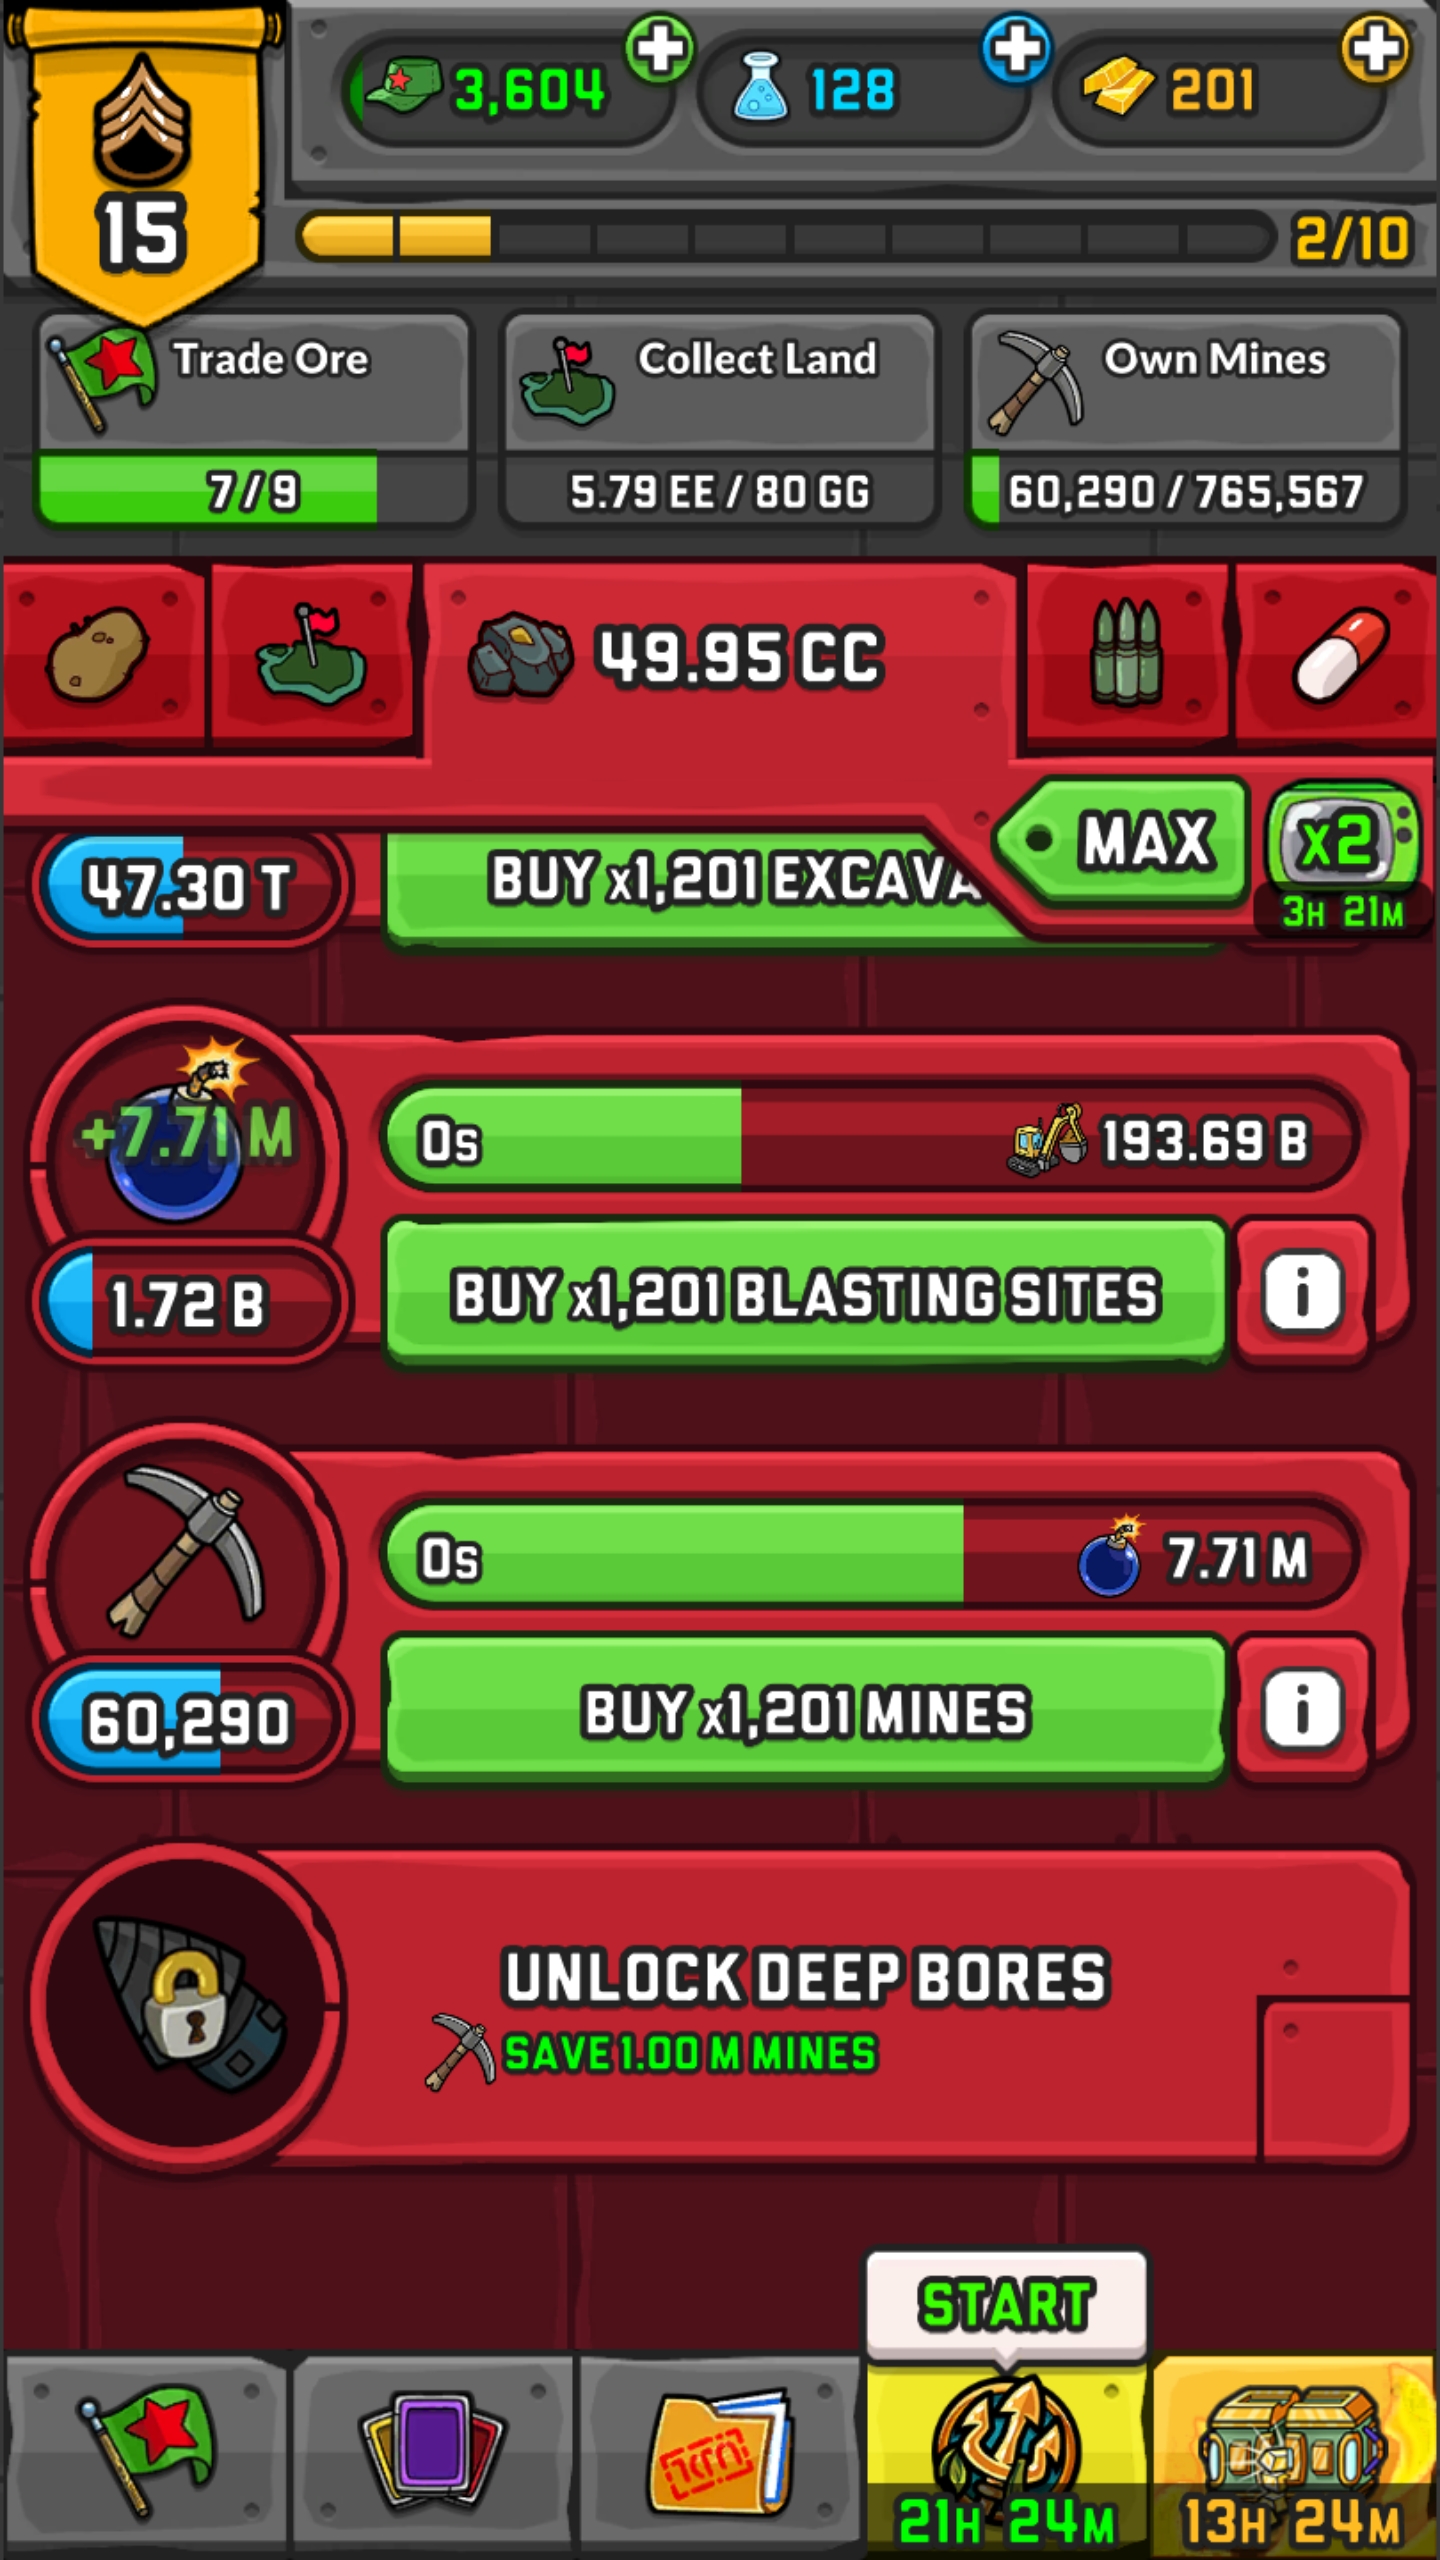 3,604
128
201
15
2/10
Trade Ore
Collect Land
Own Mines
7/9
5.79 EE / 80 GG
60,290 / 765,567
49.95 CC
MAX
x2
3H 21M
47.30 T
BUY x1,201 EXCAVA
+7.71 M
0s
193.69 B
1.72 B
BUY x1,201 BLASTING SITES
i
0s
7.71 M
60,290
BUY x1,201 MINES
i
UNLOCK DEEP BORES
SAVE 1.00 M MINES
START
21H 24M
13H 24M